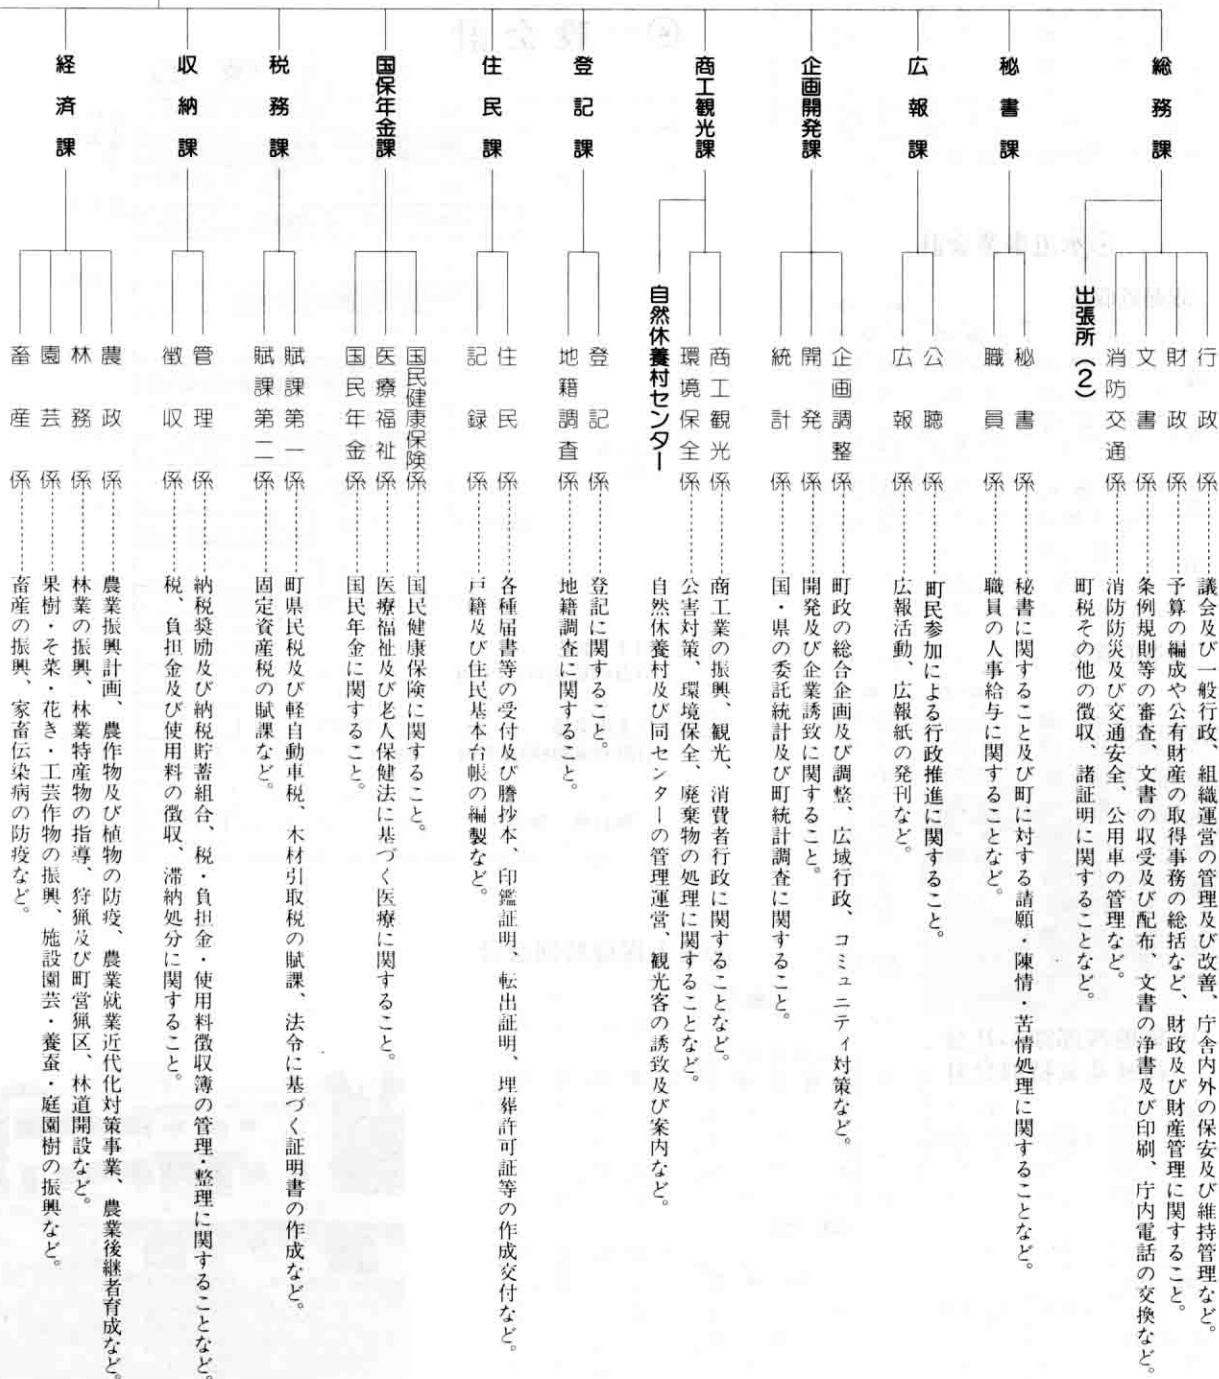 総務課
行政係……議会及び一般行政、組織運営の管理及び改善、庁舎内外の保安及び維持管理など。
財政係……予算の編成や公有財産の取得事務の総括など、財政及び財産管理に関すること。
文書係……条例規則等の審査、文書の収受及び配布、文書の浄書及び印刷、庁内電話の交換など。
消防交通係……消防防災及び交通安全、公用車の管理など。
出張所(2)
町税その他の徴収、諸証明に関することなど。
秘書課
秘書係……秘書に関すること及び町に対する請願・陳情・苦情処理に関することなど。
職員係……職員の人事給与に関することなど。
広報課
公聴係……町民参加による行政推進に関すること。
広報係……広報活動、広報紙の発刊など。
企画開発課
企画調整係……町政の総合企画及び調整、広域行政、コミュニティ対策など。
開発係……開発及び企業誘致に関すること。
統計係……国・県の委託統計及び町統計調査に関すること。
商工観光課
商工観光係……商工業の振興、観光、消費者行政に関することなど。
環境保全係……公害対策、環境保全、廃棄物の処理に関することなど。
自然休養村センター
自然休養村及び同センターの管理運営、観光客の誘致及び案内など。
登記課
登記係……登記に関すること。
地籍調査係……地籍調査に関すること。
住民課
住民係……各種届書等の受付及び謄抄本、印鑑証明、転出証明、埋葬許可証等の作成交付など。
記録係……戸籍及び住民基本台帳の編製など。
国保年金課
国民健康保険係……国民健康保険に関すること。
医療福祉係……医療福祉及び老人保健法に基づく医療に関すること。
国民年金係……国民年金に関すること。
税務課
賦課第一係……町県民税及び軽自動車税、木材引取税の賦課、法令に基づく証明書の作成など。
賦課第二係……固定資産税の賦課など。
収納課
管理係……納税奨励及び納税貯蓄組合、税・負担金・使用料徴収簿の管理・整理に関することなど。
徴収係……税、負担金及び使用料の徴収、滞納処分に関すること。
経済課
農政係……農業振興計画、農作物及び植物の防疫、農業就業近代化対策事業、農業後継者育成など。
林務係……林業の振興、林業特産物の指導、狩猟及び町営猟区、林道開設など。
園芸係……果樹・そ菜・花き・工芸作物の振興、施設園芸・養蚕・庭園樹の振興など。
畜産係……畜産の振興、家畜伝染病の防疫など。